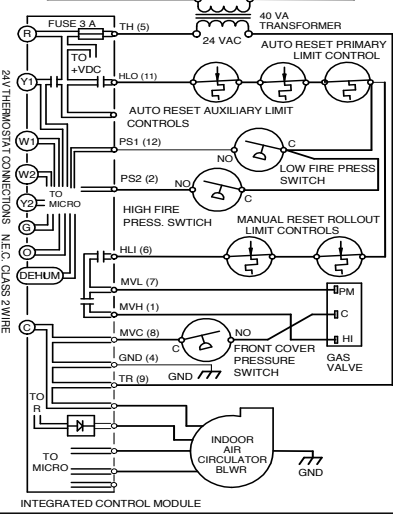 40 VA
TRANSFORMER
24 VAC
FUSE 3 A
TH (5)
R
TO
+VDC
AUTO RESET PRIMARY
LIMIT CONTROL
Y1
HLO (11)
AUTO RESET AUXILIARY LIMIT
CONTROLS
W1
PS1 (12)
NO
C
LOW FIRE PRESS
SWITCH
W2
TO
MICRO
PS2 (2)
NO
C
Y2
HIGH FIRE
PRESS. SWTICH
G
MANUAL RESET ROLLOUT
LIMIT CONTROLS
O
HLI (6)
DEHUM
MVL (7)
PM
MVH (1)
C
C
MVC (8)
C
NO
HI
FRONT COVER
PRESSURE
SWITCH
GAS
VALVE
GND (4)
GND
TR (9)
TO
R
TO
MICRO
INDOOR
AIR
CIRCULATOR
BLWR
GND
INTEGRATED CONTROL MODULE
24V THERMOSTAT CONNECTIONS N.E.C. CLASS 2 WIRE